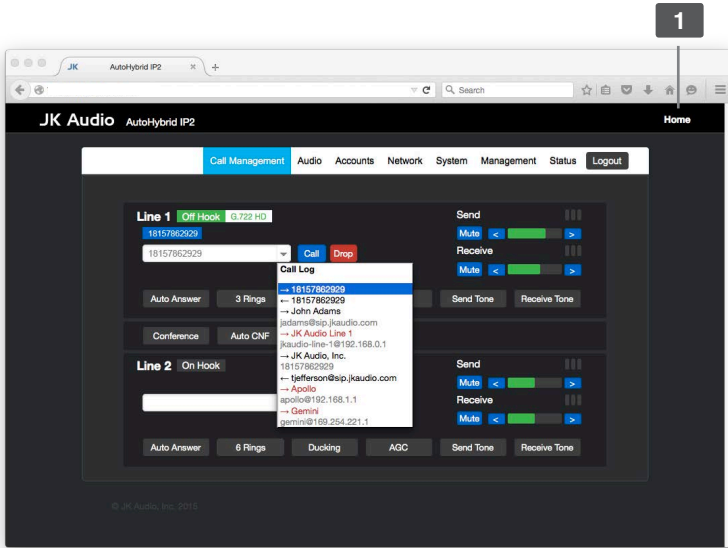 1
JK AutoHybrid IP2 × +
Search
JK Audio AutoHybrid IP2 Home
Call Management Audio Accounts Network System Management Status Logout
Line 1 Off Hook G.722 HD Send
18157862929 Mute < >
18157862929 Call Drop Receive
Mute < >
Call Log
→ 18157862929
← 18157862929
→ John Adams
jadams@sip.jkaudio.com
→ JK Audio Line 1
jkaudio-line-1@192.168.0.1
→ JK Audio, Inc.
18157862929
← tjefferson@sip.jkaudio.com
→ Apollo
apollo@192.168.1.1
→ Gemini
gemini@169.254.221.1
Auto Answer 3 Rings Send Tone Receive Tone
Conference Auto CNF
Line 2 On Hook Send
Mute < >
Receive
Mute < >
Auto Answer 6 Rings Ducking AGC Send Tone Receive Tone
© JK Audio, Inc. 2015